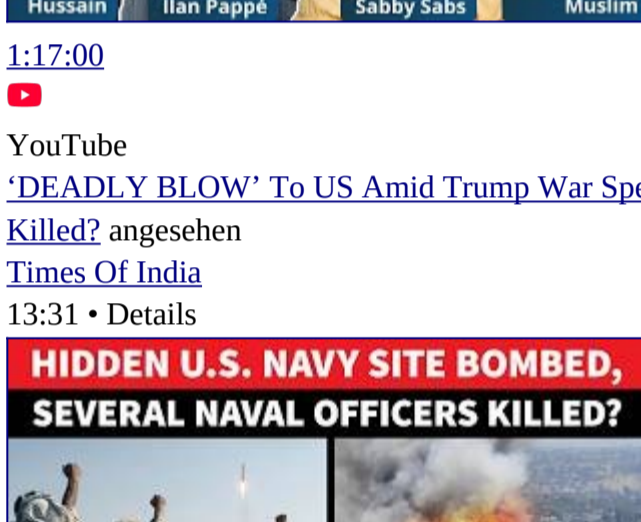 Hussain Ilan Pappé Sabby Sabs Muslim
1:17:00
YouTube
‘DEADLY BLOW’ To US Amid Trump War
Killed? angesehen
Times Of India
13:31 • Details
HIDDEN U.S. NAVY SITE BOMBED,
SEVERAL NAVAL OFFICERS KILLED?